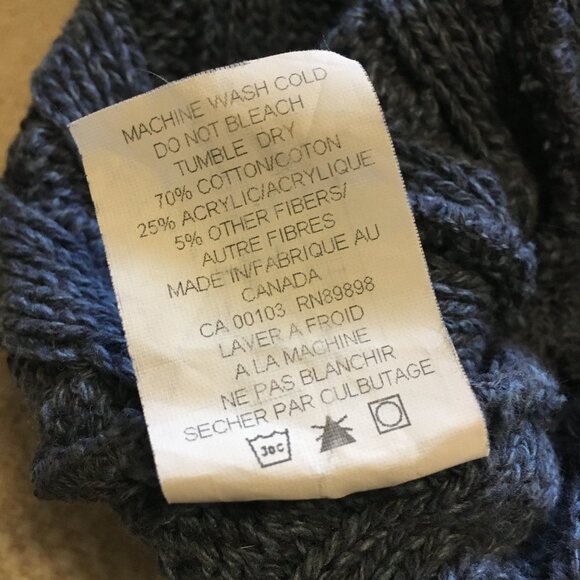 MACHINE WASH COLD
DO NOT BLEACH
TUMBLE DRY
70% COTTON/COTON
25% ACRYLIC/ACRYLIQUE
5% OTHER FIBERS/
AUTRE FIBRES
MADE IN/FABRIQUE AU
CANADA
CA 00103 RN89898
LAVER A FROID
A LA MACHINE
NE PAS BLANCHIR
SECHER PAR CULBUTAGE
30C